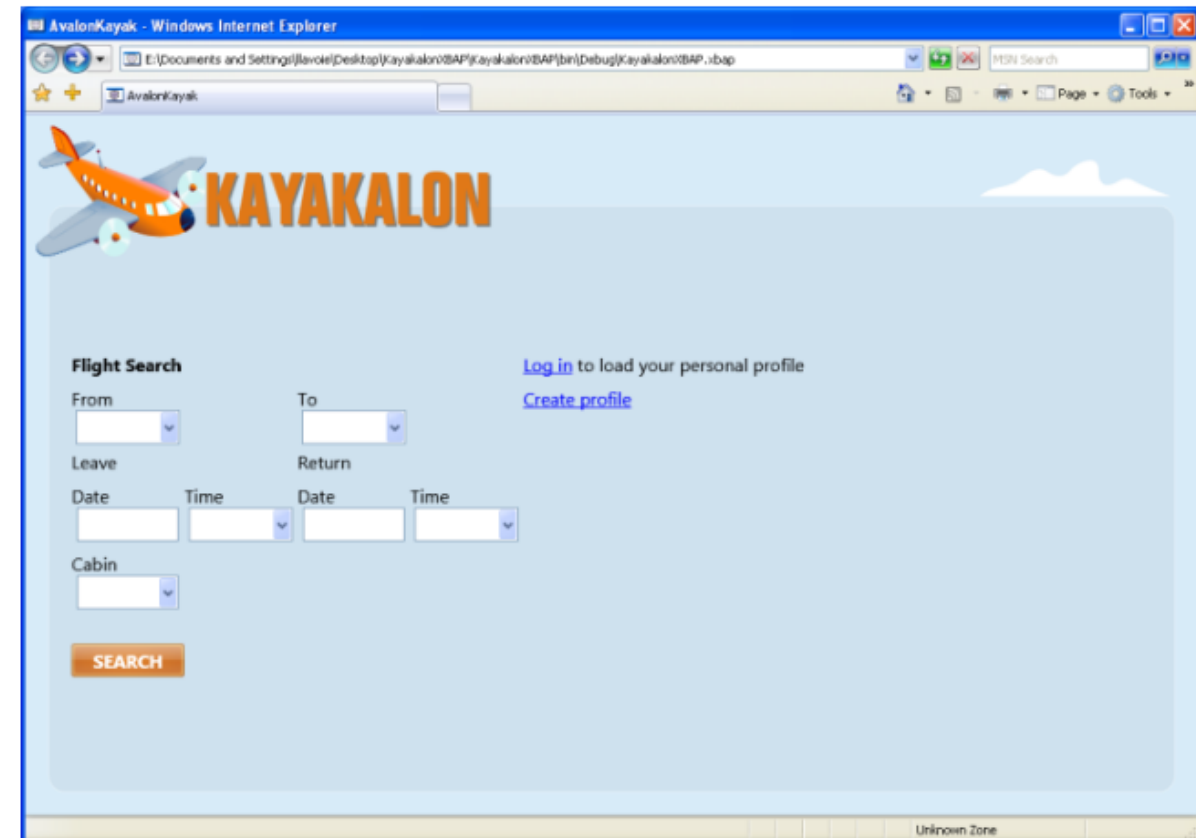 AvalonKayak - Windows Internet Explorer
E:\Documents and Settings\jlavoie\Desktop\KayakalonXBAP\KayakalonXBAP\bin\Debug\KayakalonXBAP.xbap
MSN Search
AvalonKayak
Page
Tools
»
KAYAKALON
Flight Search
Log in to load your personal profile
From To
Create profile
Leave Return
Date Time Date Time
Cabin
SEARCH
Unknown Zone